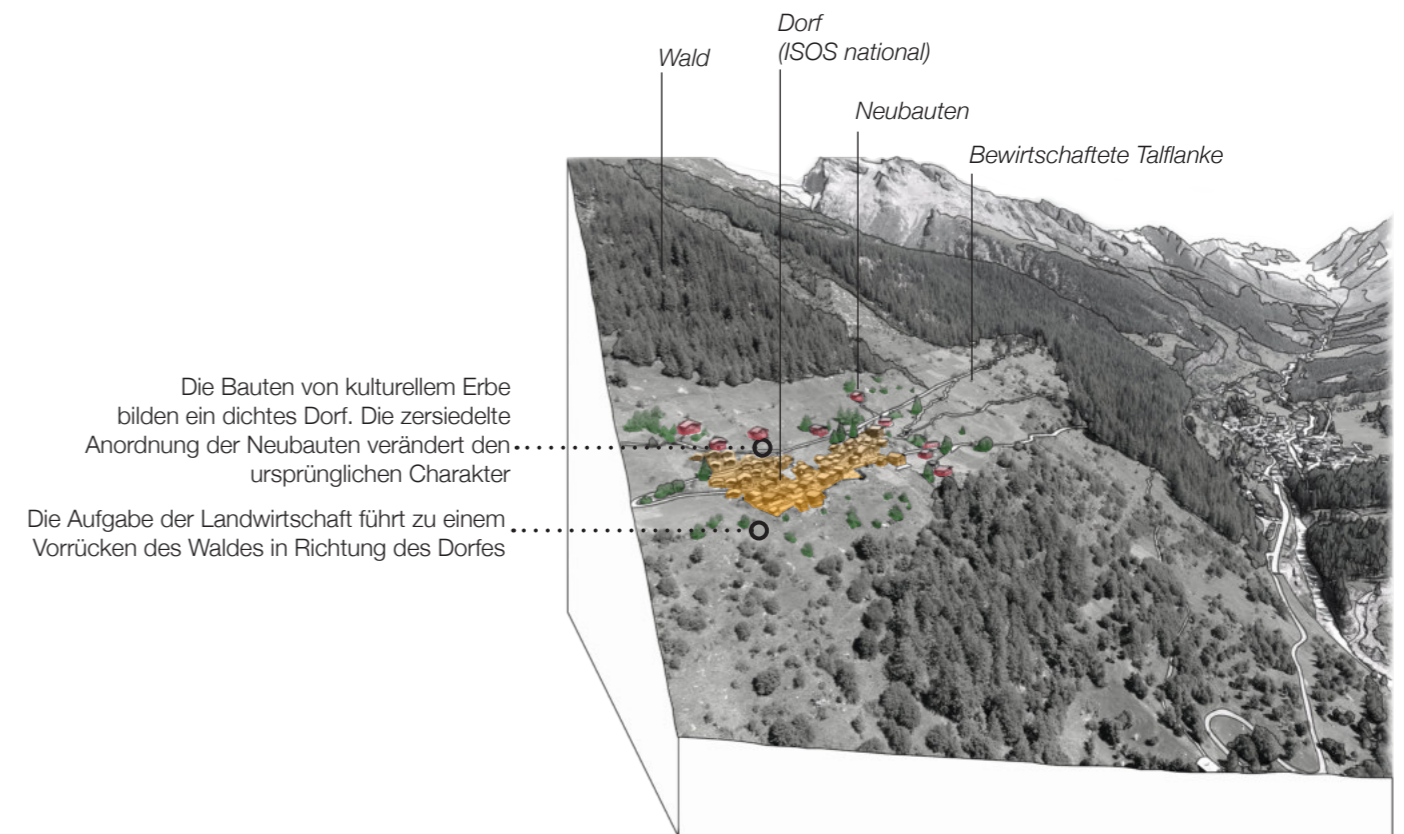 Dorf
(ISOS national)
Wald
Neubauten
Bewirtschaftete Talflanke
Die Bauten von kulturellem Erbe
bilden ein dichtes Dorf. Die zersiedelte
Anordnung der Neubauten verändert den
ursprünglichen Charakter
Die Aufgabe der Landwirtschaft führt zu einem
Vorrücken des Waldes in Richtung des Dorfes